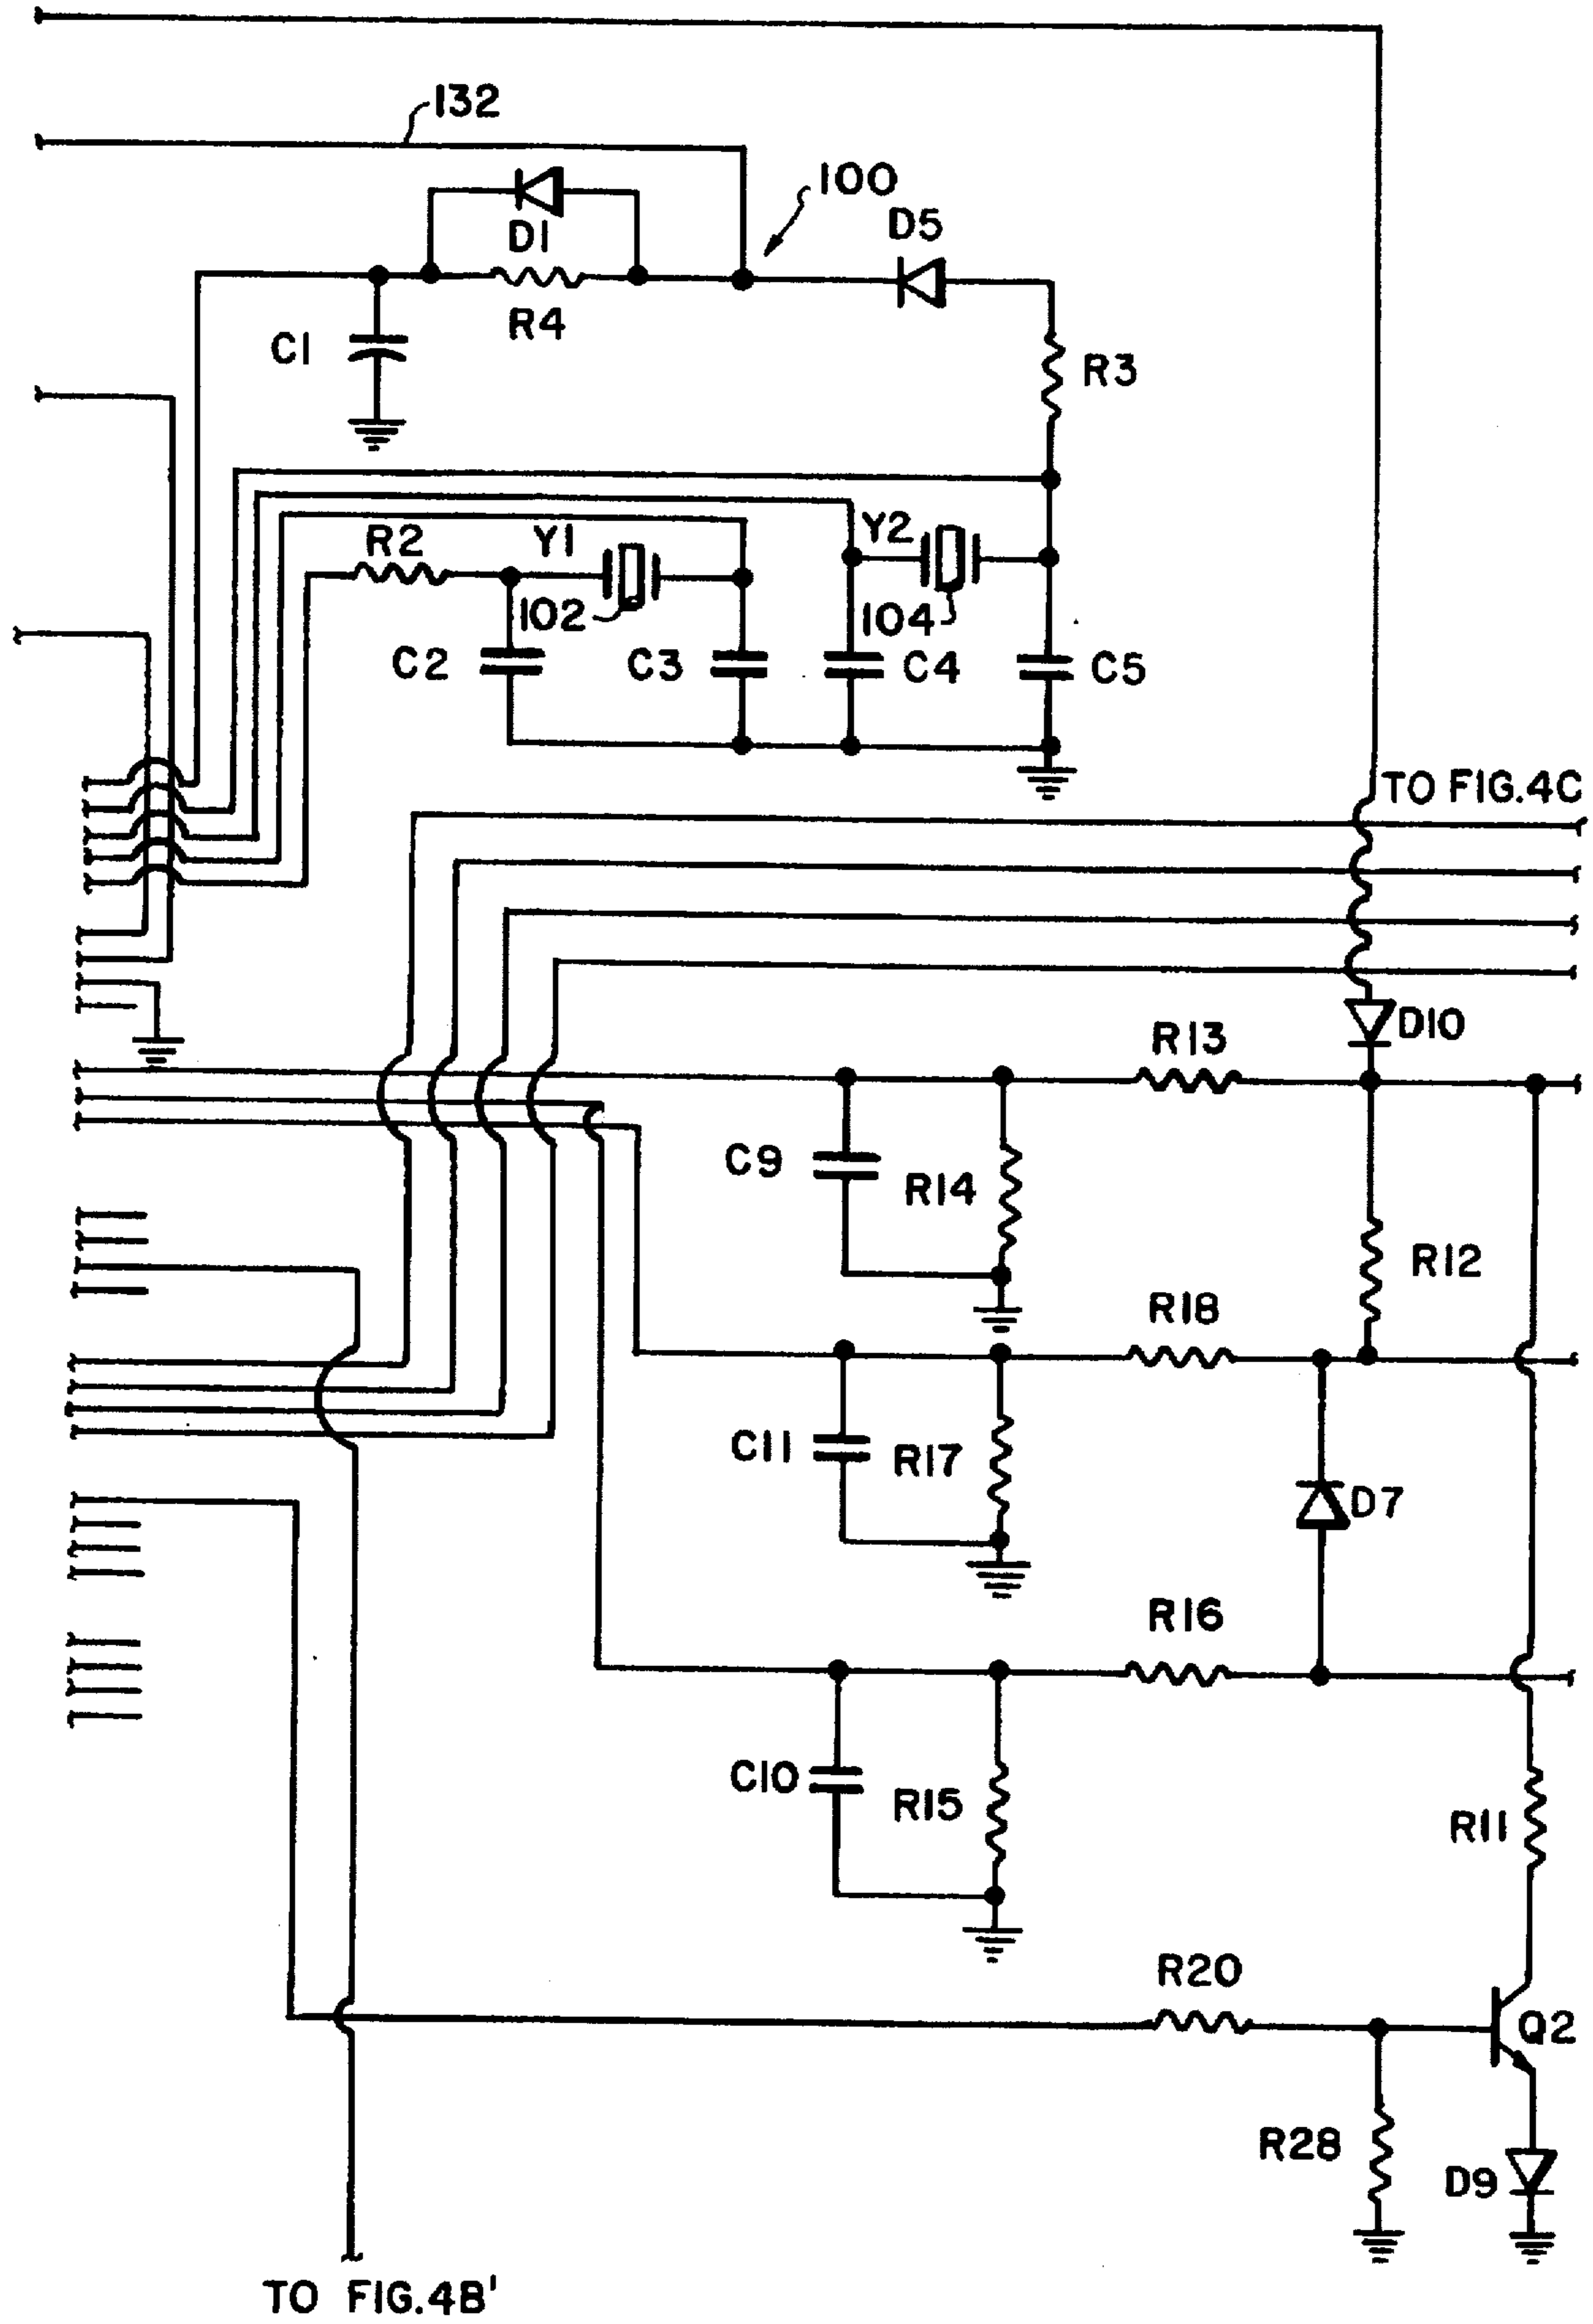 132
100
D5
D1
R4
C1
R3
R2
Y1
Y2
102
104
C2
C3
C4
C5
TO FIG.4C
D10
R13
C9
R14
R12
R18
C11
R17
D7
R16
C10
R15
R11
R20
Q2
R28
D9
TO FIG.4B'